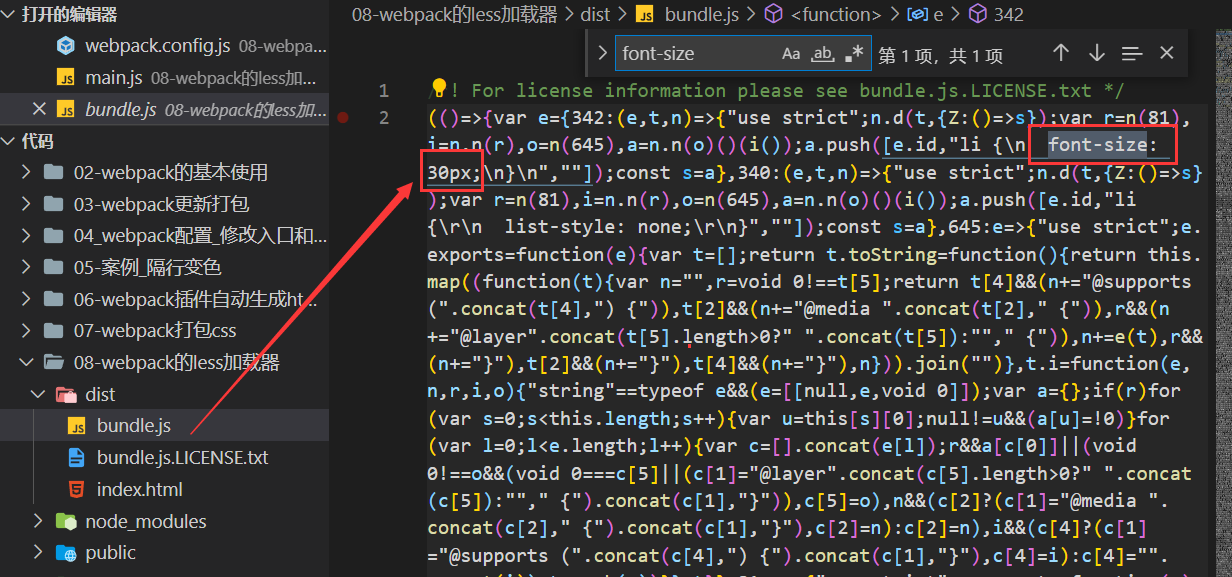 打开的编辑器
webpack.config.js 08-webpa...
main.js 08-webpack的less加...
bundle.js 08-webpack的less加...
代码
02-webpack的基本使用
03-webpack更新打包
04_webpack配置_修改入口和...
05-案例_隔行变色
06-webpack插件自动生成ht...
07-webpack打包css
08-webpack的less加载器
dist
bundle.js
bundle.js.LICENSE.txt
index.html
node_modules
public
08-webpack的less加载器 > dist > JS bundle.js > <function> > e > 342
font-size Aa ab .* 第 1 项，共 1 项
1 /*! For license information please see bundle.js.LICENSE.txt */
2 (()=>{var e={342:(e,t,n)=>{"use strict";n.d(t,{Z:()=>s});var r=n(81),
i=n.n(r),o=n(645),a=n.n(o)()(i());a.push([e.id,"li {\n  font-size:
30px;\n}\n",""]);const s=a},340:(e,t,n)=>{"use strict";n.d(t,{Z:()=>s}
);var r=n(81),i=n.n(r),o=n(645),a=n.n(o)()(i());a.push([e.id,"li
{\r\n  list-style: none;\r\n}",""]);const s=a},645:e=>{"use strict";e.
exports=function(e){var t=[];return t.toString=function(){return this.
map((function(t){var n="",r=void 0!==t[5];return t[4]&&(n+="@supports
(".concat(t[4],") {")),t[2]&&(n+="@media ".concat(t[2]," {")),r&&(n
+="@layer".concat(t[5].length>0?" ".concat(t[5]):""," {")),n+=e(t),r&&
(n+="}"),t[2]&&(n+="}"),t[4]&&(n+="}"),n})).join("")},t.i=function(e,
n,r,i,o){"string"==typeof e&&(e=[[null,e,void 0]]);var a={};if(r)for
(var s=0;s<this.length;s++){var u=this[s][0];null!=u&&(a[u]=!0)}for
(var l=0;l<e.length;l++){var c=[].concat(e[l]);r&&a[c[0]]||(void
0!==o&&(void 0===c[5]||(c[1]="@layer".concat(c[5].length>0?" ".concat
(c[5]):""," {").concat(c[1],"}")),c[5]=o),n&&(c[2]?(c[1]="@media ".
concat(c[2]," {").concat(c[1],"}"),c[2]=n):c[2]=n),i&&(c[4]?(c[1]
="@supports (".concat(c[4],") {").concat(c[1],"}"),c[4]=i):c[4]="".